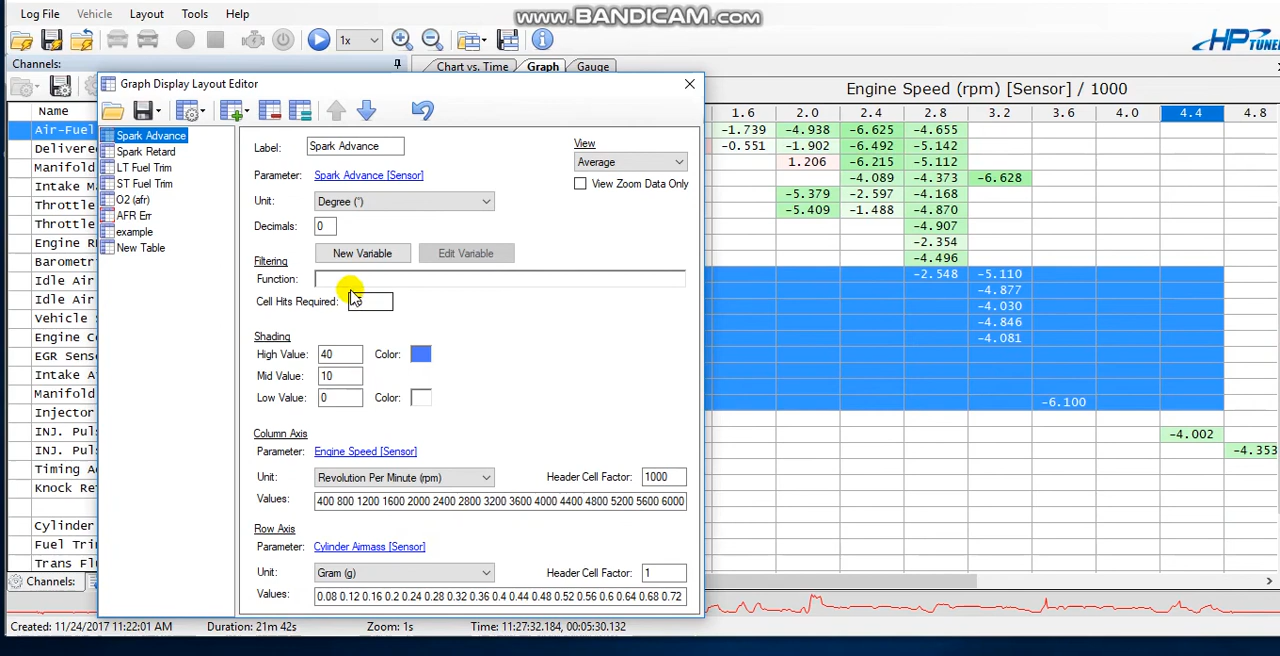 www.BANDICAM.com
Log File Vehicle Layout Tools Help
1x
HP TUNE
Channels:
Chart vs. Time Graph Gauge
Graph Display Layout Editor
Engine Speed (rpm) [Sensor] / 1000
Name
1.6 2.0 2.4 2.8 3.2 3.6 4.0 4.4 4.8
Air-Fuel
Delivere
Manifold
Intake M
Throttle
Throttle
Engine R
Baromet
Idle Air
Idle Air
Vehicle
Engine C
EGR Sens
Intake A
Manifold
Injector
INJ. Pul
INJ. Pul
Timing A
Knock Re
Cylinder
Fuel Tri
Trans Fl
Spark Advance
Spark Retard
LT Fuel Trim
ST Fuel Trim
O2 (afr)
AFR Err
example
New Table
Label: Spark Advance
View
Average
View Zoom Data Only
Parameter: Spark Advance [Sensor]
Unit: Degree (°)
Decimals: 0
New Variable Edit Variable
Filtering
Function:
Cell Hits Required:
Shading
High Value: 40 Color:
Mid Value: 10
Low Value: 0 Color:
Column Axis
Parameter: Engine Speed [Sensor]
Unit: Revolution Per Minute (rpm) Header Cell Factor: 1000
Values: 400 800 1200 1600 2000 2400 2800 3200 3600 4000 4400 4800 5200 5600 6000
Row Axis
Parameter: Cylinder Airmass [Sensor]
Unit: Gram (g) Header Cell Factor: 1
Values: 0.08 0.12 0.16 0.2 0.24 0.28 0.32 0.36 0.4 0.44 0.48 0.52 0.56 0.6 0.64 0.68 0.72
-1.739 -4.938 -6.625 -4.655
-0.551 -1.902 -6.492 -5.142
1.206 -6.215 -5.112
-4.089 -4.373 -6.628
-5.379 -2.597 -4.168
-5.409 -1.488 -4.870
-4.907
-2.354
-4.496
-2.548 -5.110
-4.877
-4.030
-4.846
-4.081
-6.100
-4.002
-4.353
Channels:
Created: 11/24/2017 11:22:01 AM Duration: 21m 42s Zoom: 1s Time: 11:27:32.184, 00:05:30.132